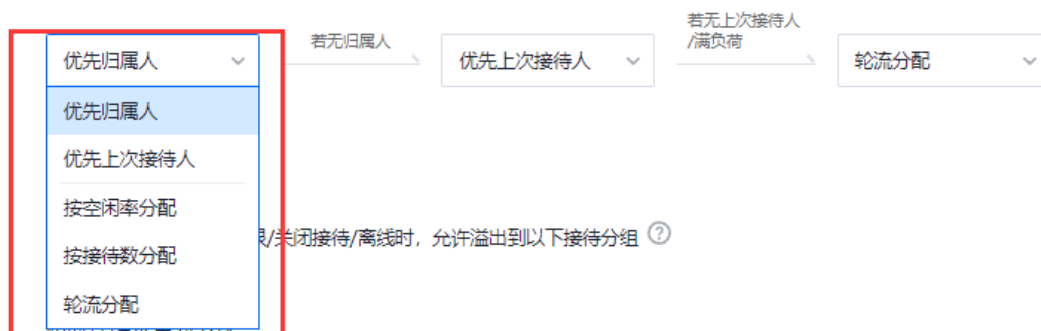 优先归属人
若无归属人
优先上次接待人
若无上次接待人
/满负荷
轮流分配
优先归属人
优先上次接待人
按空闲率分配
按接待数分配
/关闭接待/离线时，允许溢出到以下接待分组
轮流分配